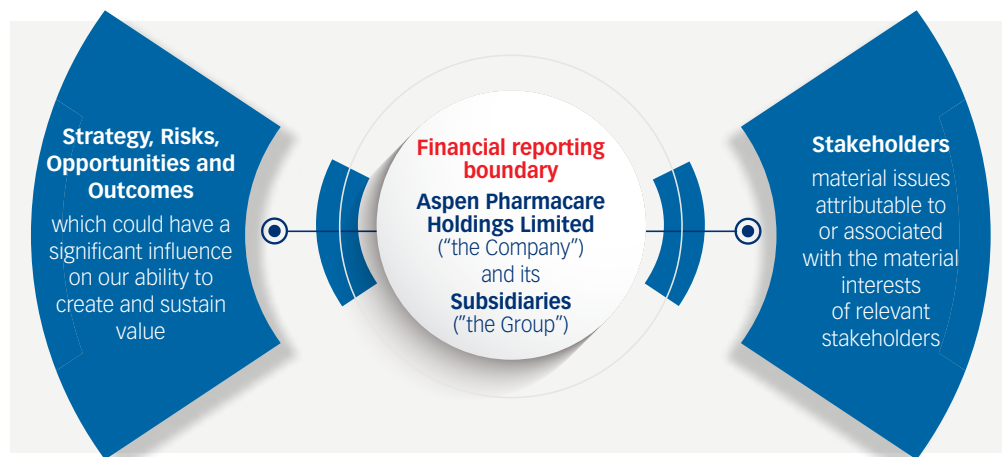 Strategy, Risks,
Opportunities and
Outcomes
which could have a
significant influence
on our ability to
create and sustain
value
Financial reporting
boundary
Aspen Pharmacare
Holdings Limited
(“the Company”)
and its
Subsidiaries
(“the Group”)
Stakeholders
material issues
attributable to
or associated
with the material
interests
of relevant
stakeholders